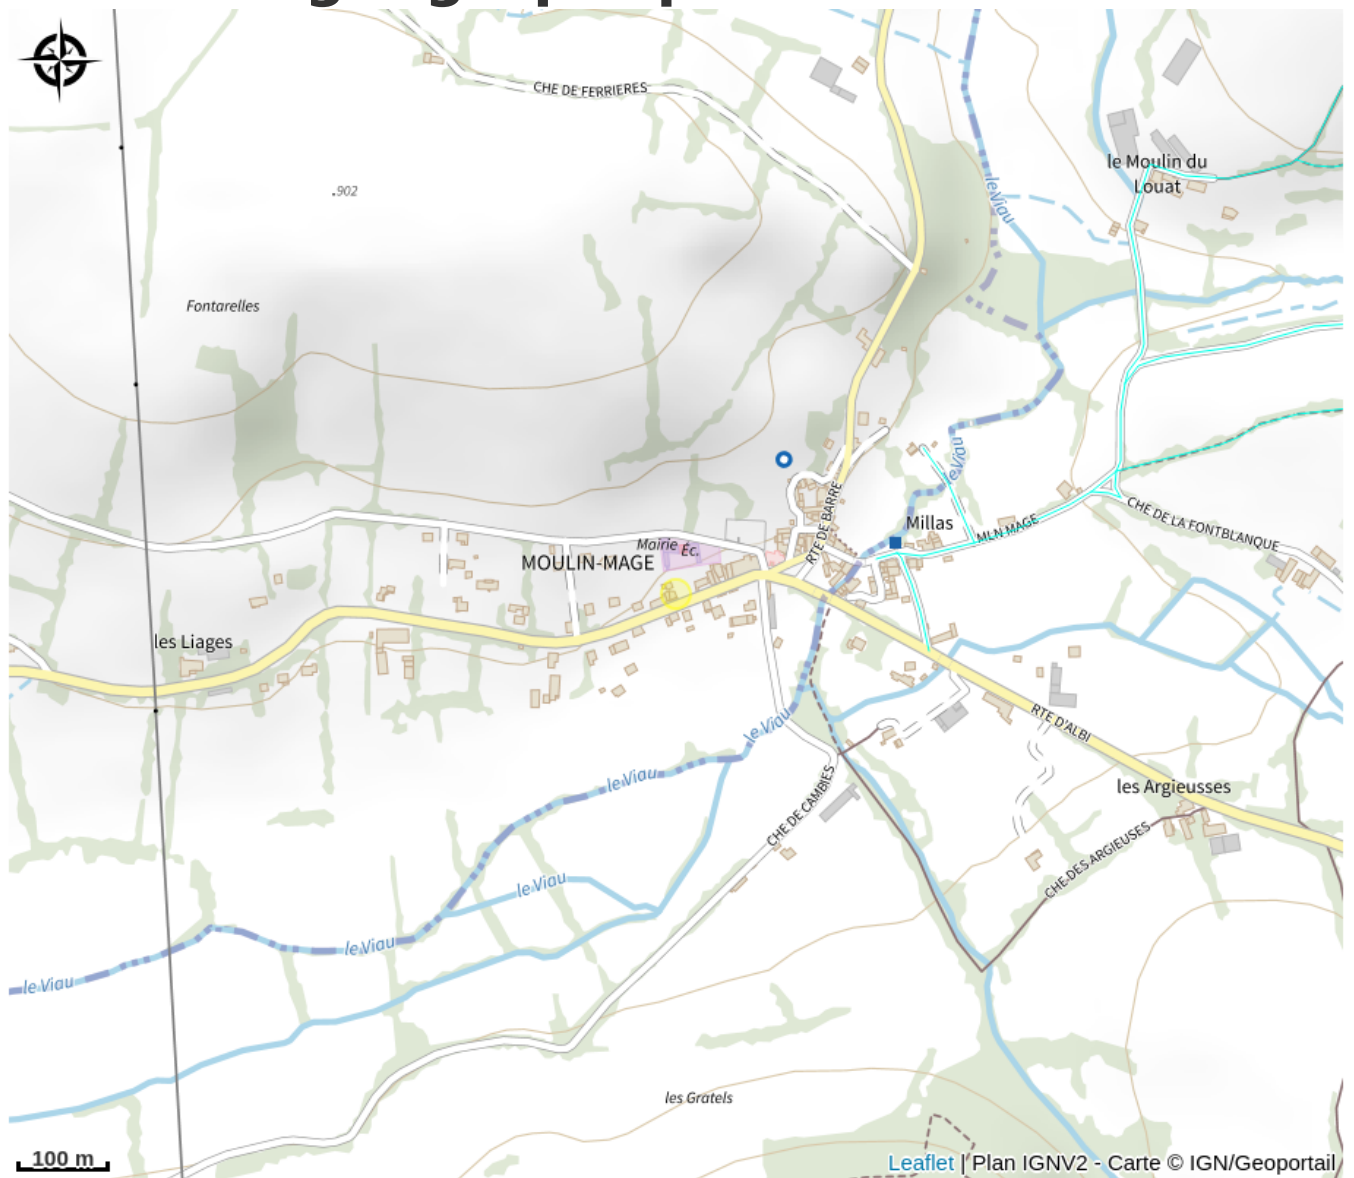 CHE DE FERRIERES
le Moulin du
Louat
902
le Viau
Fontarelles
le Viau
RTE DE BARRE
Millas
MLN MAGE
CHE DE LA FONTBLANQUE
Mairie
Éc.
MOULIN-MAGE
les Liages
le Viau
RTE D'ALBI
le Viau
les Argieusses
CHE DE CAMBIES
CHE DES ARGIEUSES
le Viau
le Viau
le Viau
les Gratels
100 m
Leaflet | Plan IGNV2 - Carte © IGN/Geoportail